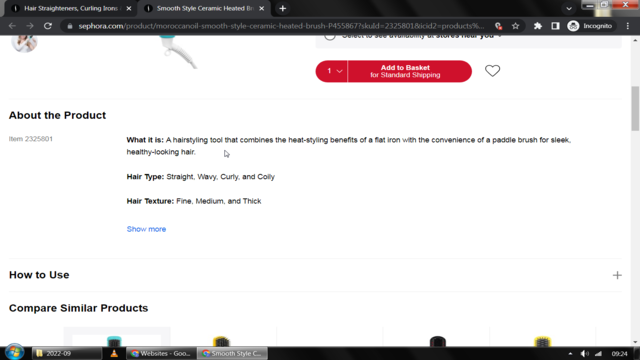 Hair Straighteners, Curling Irons
Smooth Style Ceramic Heated Br
sephora.com/product/moroccanoil-smooth-style-ceramic-heated-brush-P455867?skuId=2325801&icid2=products%...
Incognito
Select to see availability at stores near you
1
Add to Basket
for Standard Shipping
About the Product
Item 2325801
What it is: A hairstyling tool that combines the heat-styling benefits of a flat iron with the convenience of a paddle brush for sleek,
healthy-looking hair.
Hair Type: Straight, Wavy, Curly, and Coily
Hair Texture: Fine, Medium, and Thick
Show more
How to Use
Compare Similar Products
2022-09
Websites - Goo...
Smooth Style C...
09:24